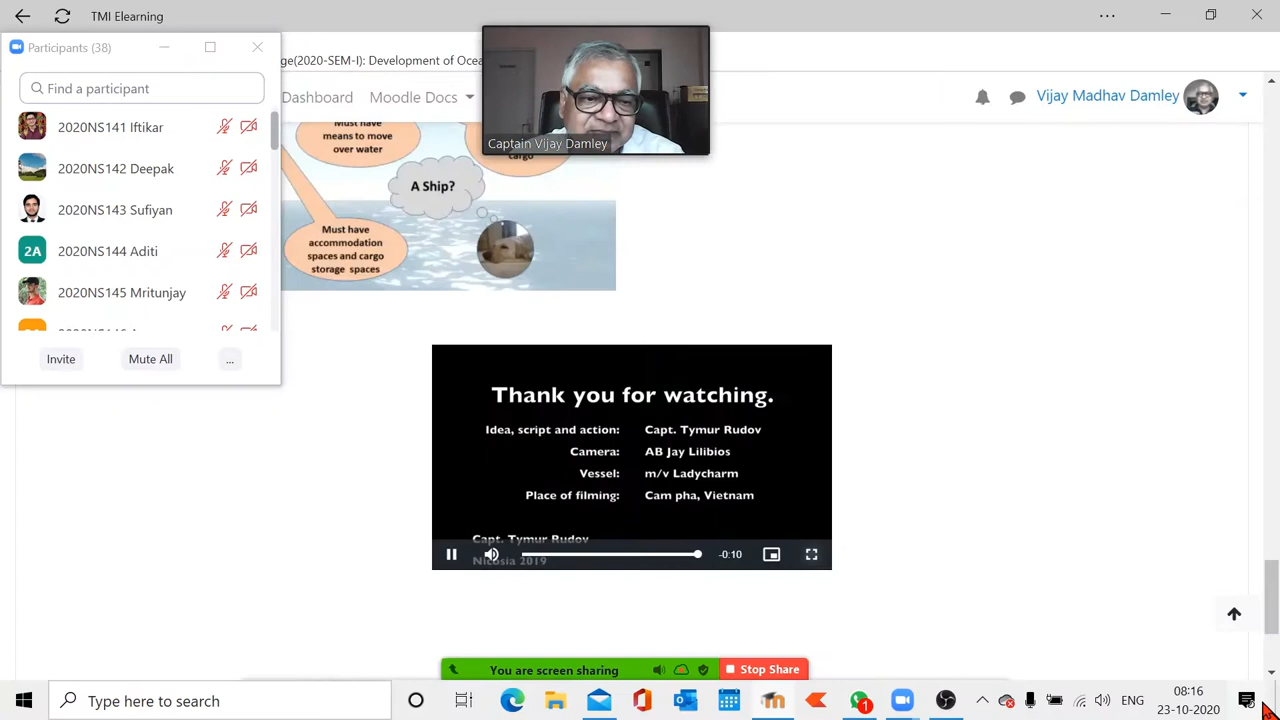 TMI Elearning
Participants (38)
ge(2020-SEM-I): Development of Ocea
Find a participant
Dashboard
Moodle Docs
Vijay Madhav Damley
Captain Vijay Damley
2020NS141 Iftikar
2020NS142 Deepak
2020NS143 Sufiyan
2A
2020NS144 Aditi
2020NS145 Mritunjay
Invite
Mute All
...
Must have
means to move
over water
cargo
A Ship?
Must have
accommodation
spaces and cargo
storage spaces
Thank you for watching.
Idea, script and action: Capt. Tymur Rudov
Camera: AB Jay Lilibios
Vessel: m/v Ladycharm
Place of filming: Cam pha, Vietnam
Capt. Tymur Rudov
Nicosia 2019
-0:10
You are screen sharing
Stop Share
Type here to search
1
ENG
08:16
23-10-2020